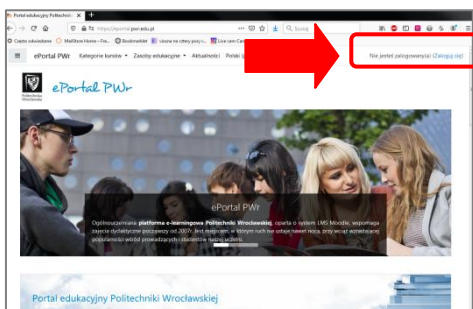 Portal edukacyjny Politechni
https://eportal.pwr.edu.pl
Szukaj
Często odwiedzane
ePortal PWr Kategorie kursów Zasoby edukacyjne Aktualności Polski
Nie jesteś zalogowany(a) (Zaloguj się)
Politechnika
Wrocławska
ePortal PWr
ePortal PWr
Ogólnouczelniana platforma e-learningowa Politechniki Wrocławskiej, oparta o system LMS Moodle, wspomaga
zajęcia dydaktyczne począwszy od 2007r. Jest miejscem, w którym ruch nie ustaje nawet nocą, przy wciąż wzrastającej
popularności wśród prowadzących i studentów naszej uczelni.
Portal edukacyjny Politechniki Wrocławskiej